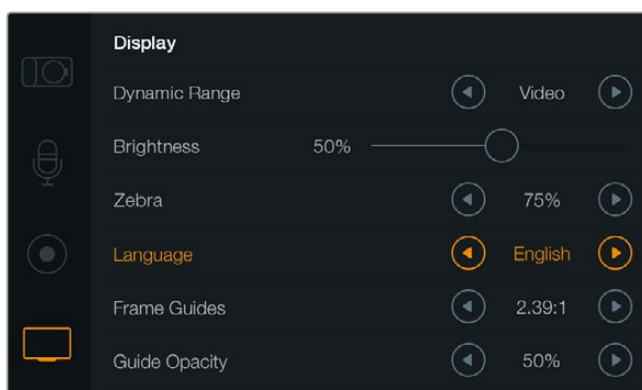 Display
Dynamic Range Video
Brightness 50%
Zebra 75%
Language English
Frame Guides 2.39:1
Guide Opacity 50%